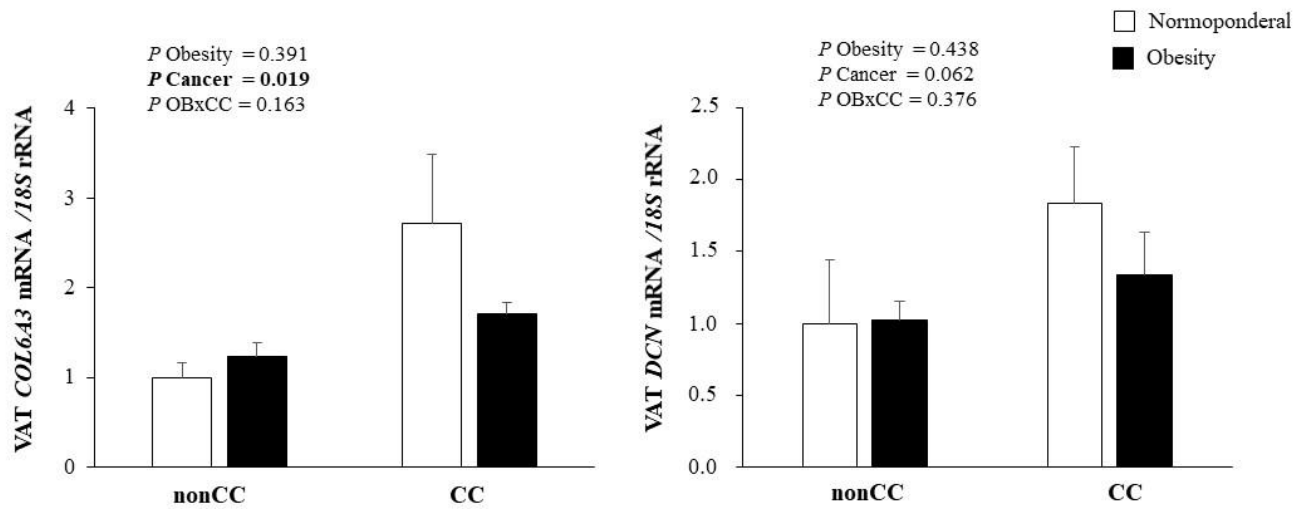 Normoponderal
Obesity
P Obesity = 0.391
P Cancer = 0.019
P OBxCC = 0.163
VAT COL6A3 mRNA /18S rRNA
4
3
2
1
0
nonCC
CC
P Obesity = 0.438
P Cancer = 0.062
P OBxCC = 0.376
VAT DCN mRNA /18S rRNA
2.5
2.0
1.5
1.0
0.5
0.0
nonCC
CC